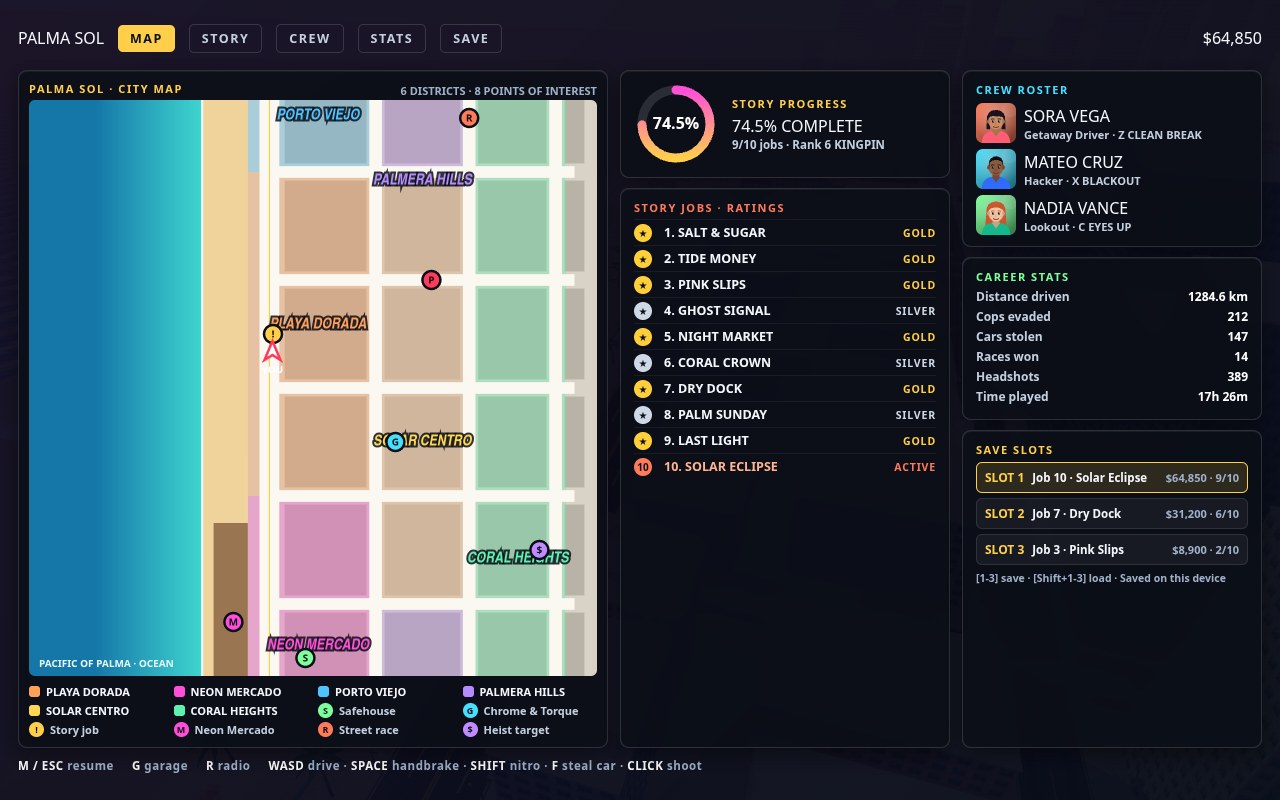 PALMA SOL MAP STORY CREW STATS SAVE $64,850
PALMA SOL · CITY MAP
6 DISTRICTS · 8 POINTS OF INTEREST
PORTO VIEJO
R
PALMERA HILLS
P
PLAYA DORADA
!
G
SOLAR CENTRO
$
CORAL HEIGHTS
M
NEON MERCADO
S
PACIFIC OF PALMA · OCEAN
PLAYA DORADA NEON MERCADO PORTO VIEJO PALMERA HILLS
SOLAR CENTRO CORAL HEIGHTS S Safehouse G Chrome & Torque
! Story job M Neon Mercado R Street race $ Heist target
74.5%
STORY PROGRESS
74.5% COMPLETE
9/10 jobs · Rank 6 KINGPIN
STORY JOBS · RATINGS
★ 1. SALT & SUGAR GOLD
★ 2. TIDE MONEY GOLD
★ 3. PINK SLIPS GOLD
★ 4. GHOST SIGNAL SILVER
★ 5. NIGHT MARKET GOLD
★ 6. CORAL CROWN SILVER
★ 7. DRY DOCK GOLD
★ 8. PALM SUNDAY SILVER
★ 9. LAST LIGHT GOLD
10 10. SOLAR ECLIPSE ACTIVE
CREW ROSTER
SORA VEGA
Getaway Driver · Z CLEAN BREAK
MATEO CRUZ
Hacker · X BLACKOUT
NADIA VANCE
Lookout · C EYES UP
CAREER STATS
Distance driven 1284.6 km
Cops evaded 212
Cars stolen 147
Races won 14
Headshots 389
Time played 17h 26m
SAVE SLOTS
SLOT 1 Job 10 · Solar Eclipse $64,850 · 9/10
SLOT 2 Job 7 · Dry Dock $31,200 · 6/10
SLOT 3 Job 3 · Pink Slips $8,900 · 2/10
[1-3] save · [Shift+1-3] load · Saved on this device
M / ESC resume G garage R radio WASD drive · SPACE handbrake · SHIFT nitro · F steal car · CLICK shoot